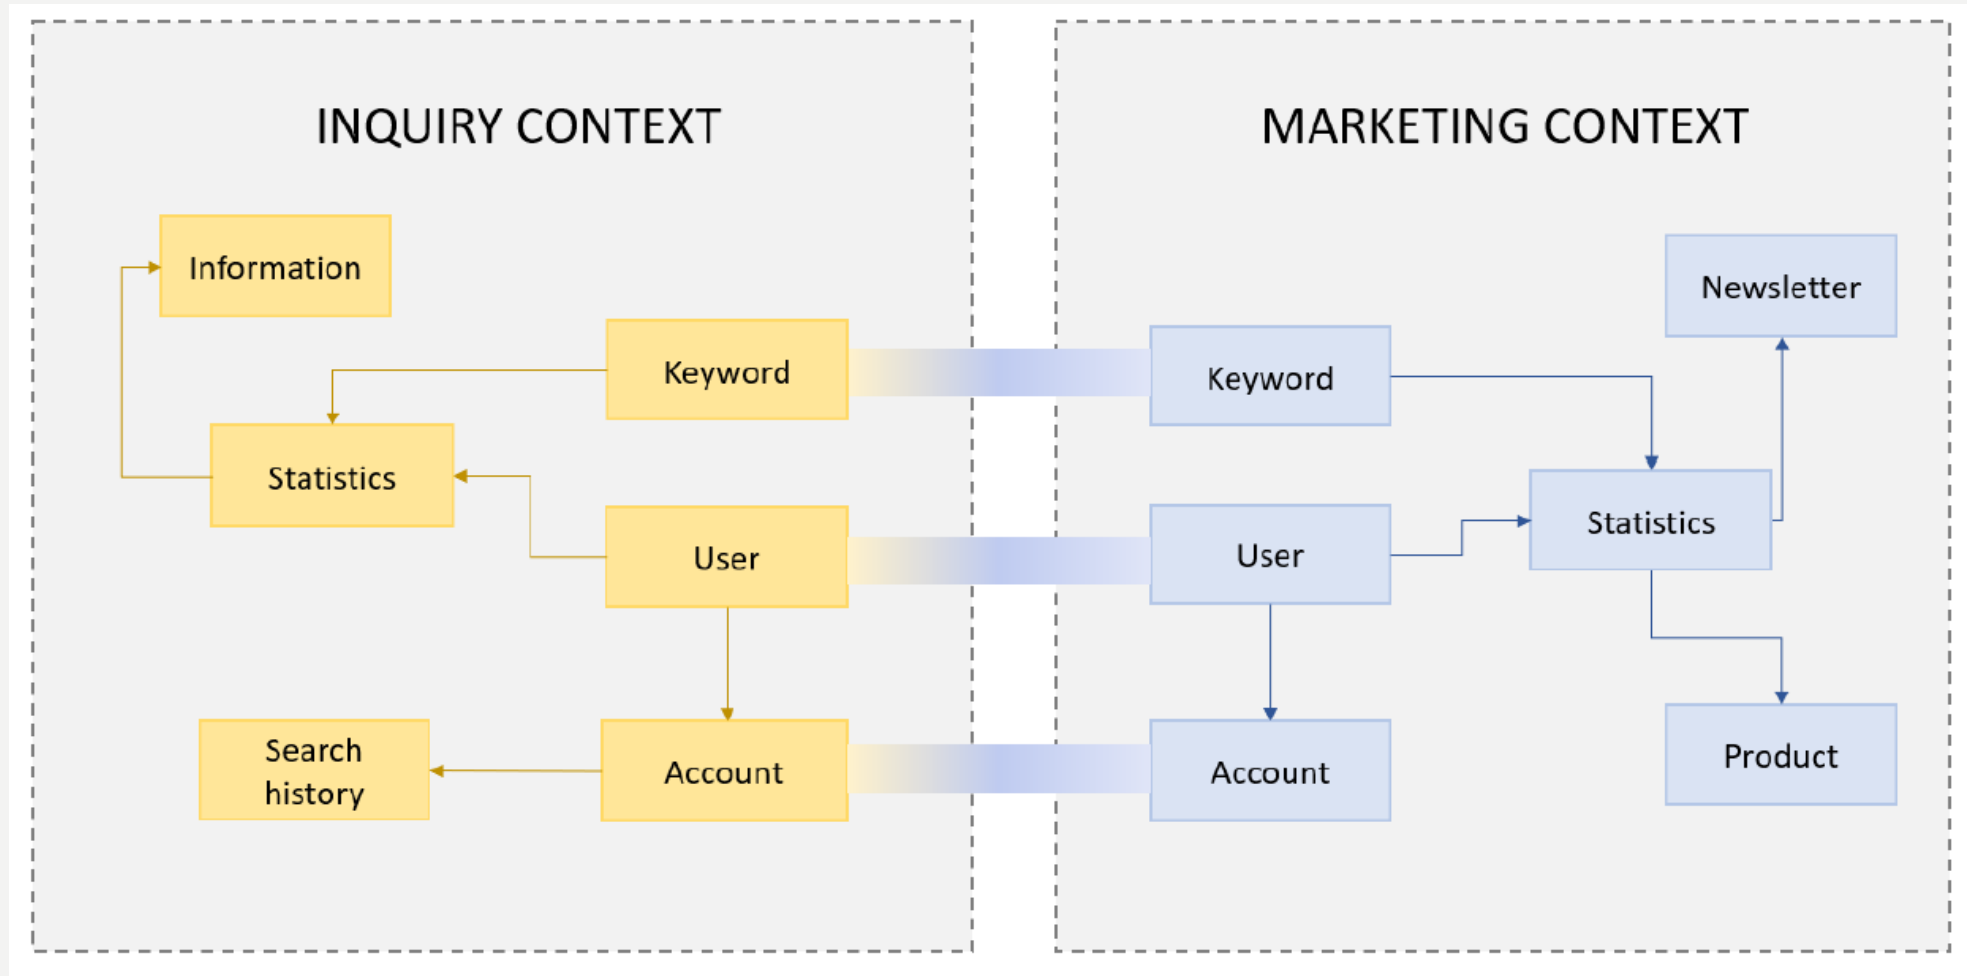 INQUIRY CONTEXT
Information
Keyword
Statistics
User
Search
history
Account
MARKETING CONTEXT
Newsletter
Keyword
Statistics
User
Product
Account